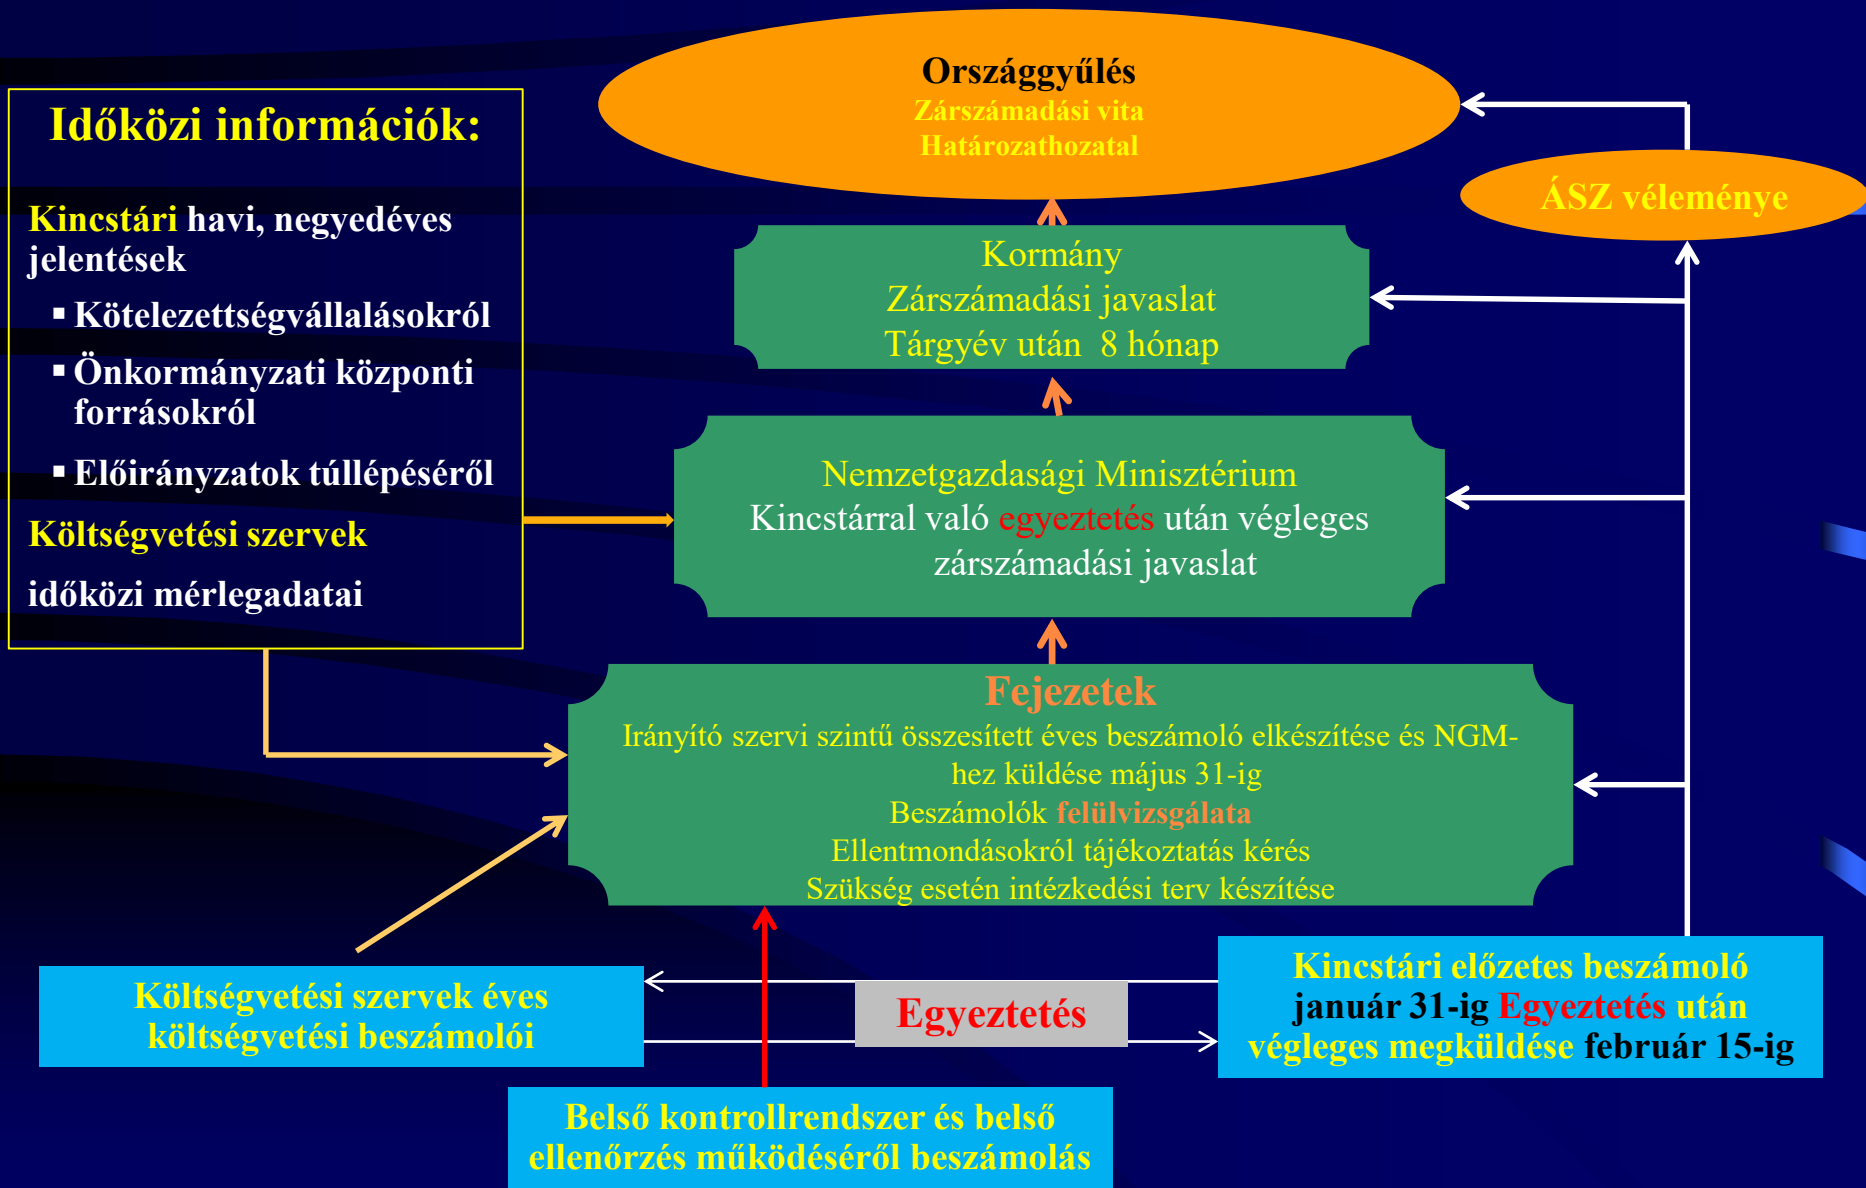 Országgyűlés
Zárszámadási vita
Határozathozatal
Időközi információk:
Kincstári havi, negyedéves
jelentések
▪ Kötelezettségvállalásokról
▪ Önkormányzati központi
forrásokról
▪ Előirányzatok túllépéséről
Költségvetési szervek
időközi mérlegadatai
ÁSZ véleménye
Kormány
Zárszámadási javaslat
Tárgyév után 8 hónap
Nemzetgazdasági Minisztérium
Kincstárral való egyeztetés után végleges
zárszámadási javaslat
Fejezetek
Irányító szervi szintű összesített éves beszámoló elkészítése és NGM-
hez küldése május 31-ig
Beszámolók felülvizsgálata
Ellentmondásokról tájékoztatás kérés
Szükség esetén intézkedési terv készítése
Költségvetési szervek éves
költségvetési beszámolói
Egyeztetés
Kincstári előzetes beszámoló
január 31-ig Egyeztetés után
végleges megküldése február 15-ig
Belső kontrollrendszer és belső
ellenőrzés működéséről beszámolás